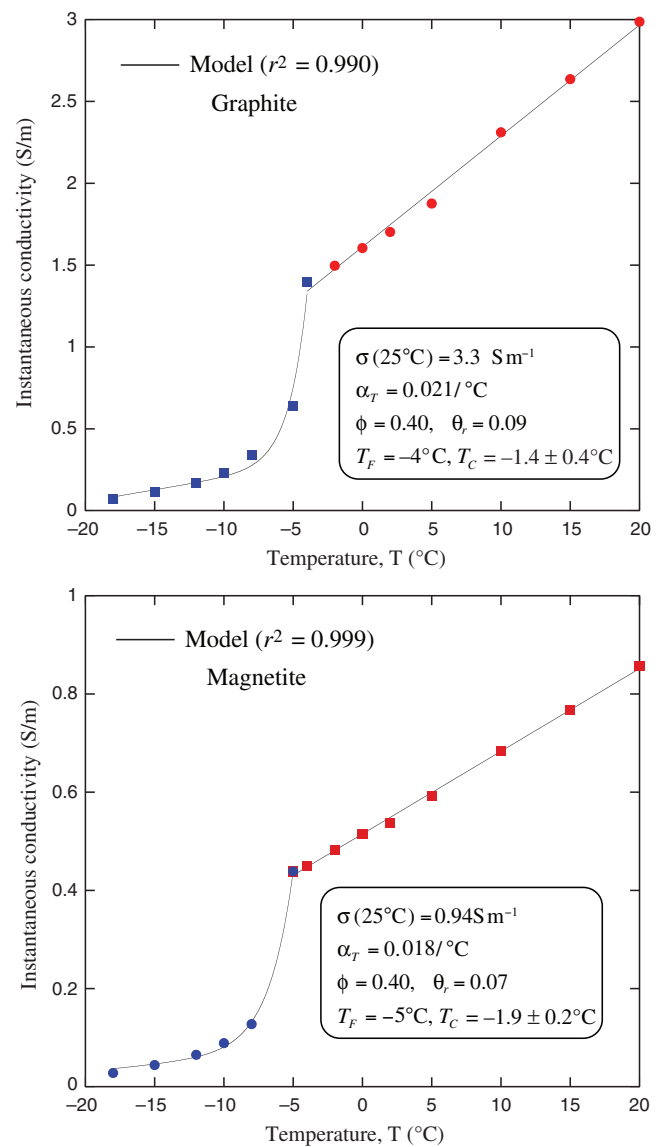 3
Model (r² = 0.990)
Graphite
2.5
2
1.5
1
0.5
0
Instantaneous conductivity (S/m)
σ (25°C) = 3.3 S m⁻¹
α_T = 0.021/ °C
ϕ = 0.40, θ_r = 0.09
T_F = −4°C, T_C = −1.4 ± 0.4°C
−20 −15 −10 −5 0 5 10 15 20
Temperature, T (°C)
1
Model (r² = 0.999)
Magnetite
0.8
0.6
0.4
0.2
0
Instantaneous conductivity (S/m)
σ (25°C) = 0.94 S m⁻¹
α_T = 0.018/ °C
ϕ = 0.40, θ_r = 0.07
T_F = −5°C, T_C = −1.9 ± 0.2°C
−20 −15 −10 −5 0 5 10 15 20
Temperature, T (°C)